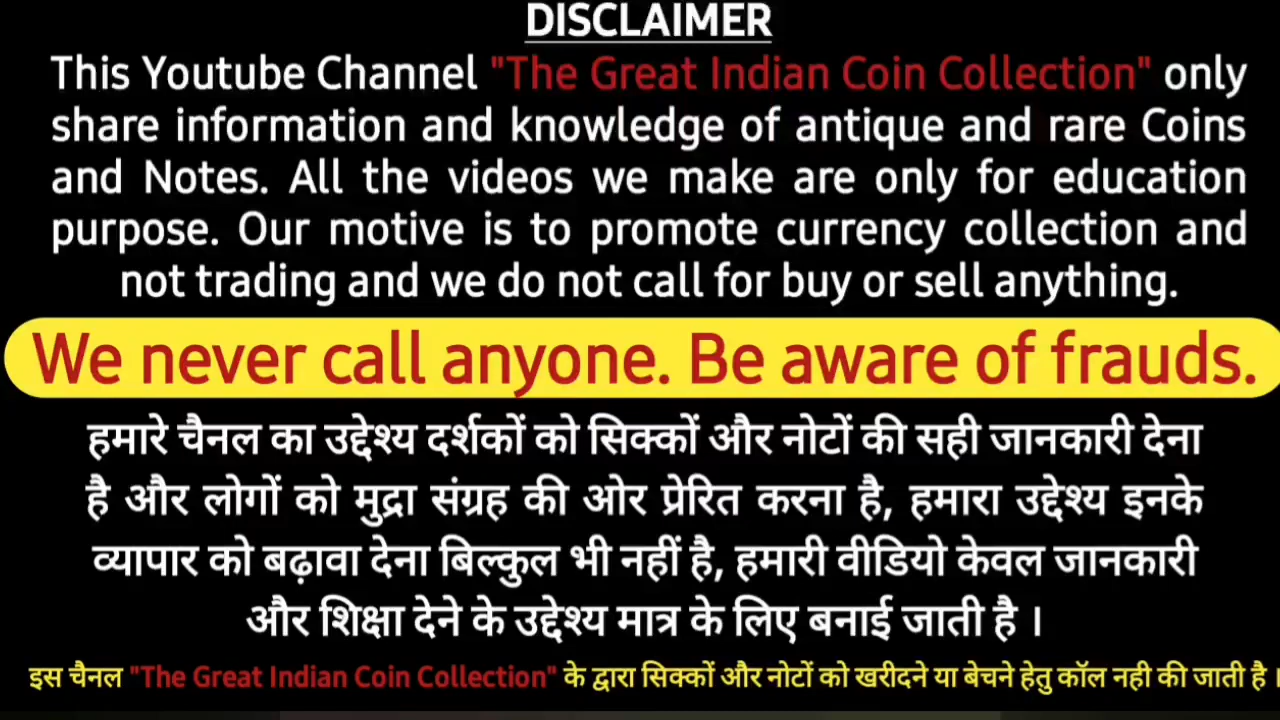 DISCLAIMER
This Youtube Channel "The Great Indian Coin Collection" only
share information and knowledge of antique and rare Coins
and Notes. All the videos we make are only for education
purpose. Our motive is to promote currency collection and
not trading and we do not call for buy or sell anything.
We never call anyone. Be aware of frauds.
हमारे चैनल का उद्देश्य दर्शकों को सिक्कों और नोटों की सही जानकारी देना
है और लोगों को मुद्रा संग्रह की ओर प्रेरित करना है, हमारा उद्देश्य इनके
व्यापार को बढ़ावा देना बिल्कुल भी नहीं है, हमारी वीडियो केवल जानकारी
और शिक्षा देने के उद्देश्य मात्र के लिए बनाई जाती है ।
इस चैनल "The Great Indian Coin Collection" के द्वारा सिक्कों और नोटों को खरीदने या बेचने हेतु कॉल नही की जाती है ।